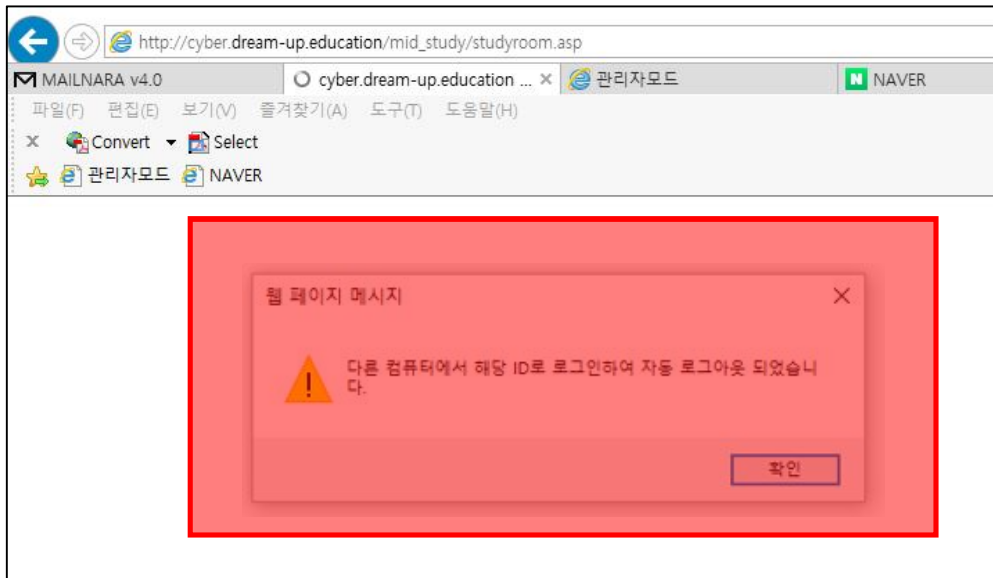 http://cyber.dream-up.education/mid_study/studyroom.asp
MAILNARA v4.0 cyber.dream-up.education ... 관리자모드 NAVER
파일(F) 편집(E) 보기(V) 즐겨찾기(A) 도구(T) 도움말(H)
x Convert Select
관리자모드 NAVER
웹 페이지 메시지
다른 컴퓨터에서 해당 ID로 로그인하여 자동 로그아웃 되었습니
다.
확인